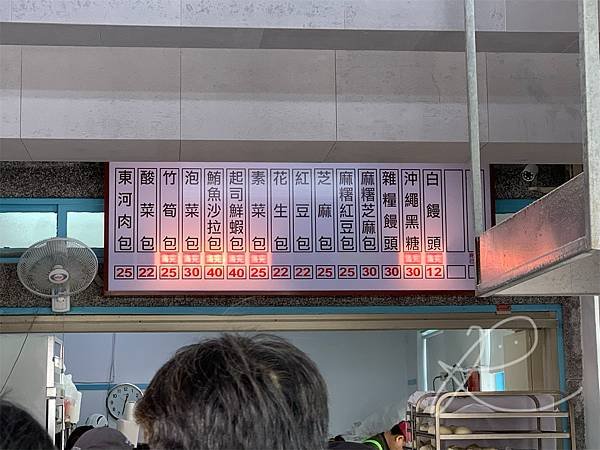 東河肉包
25
酸菜包
22
竹筍包
25
泡菜包
30
鮪魚沙拉包
40
起司鮮蝦包
40
素菜包
25
花生包
22
紅豆包
22
芝麻包
25
麻糬紅豆包
25
麻糬芝麻包
30
雜糧饅頭
30
沖繩黑糖
30
白饅頭
12